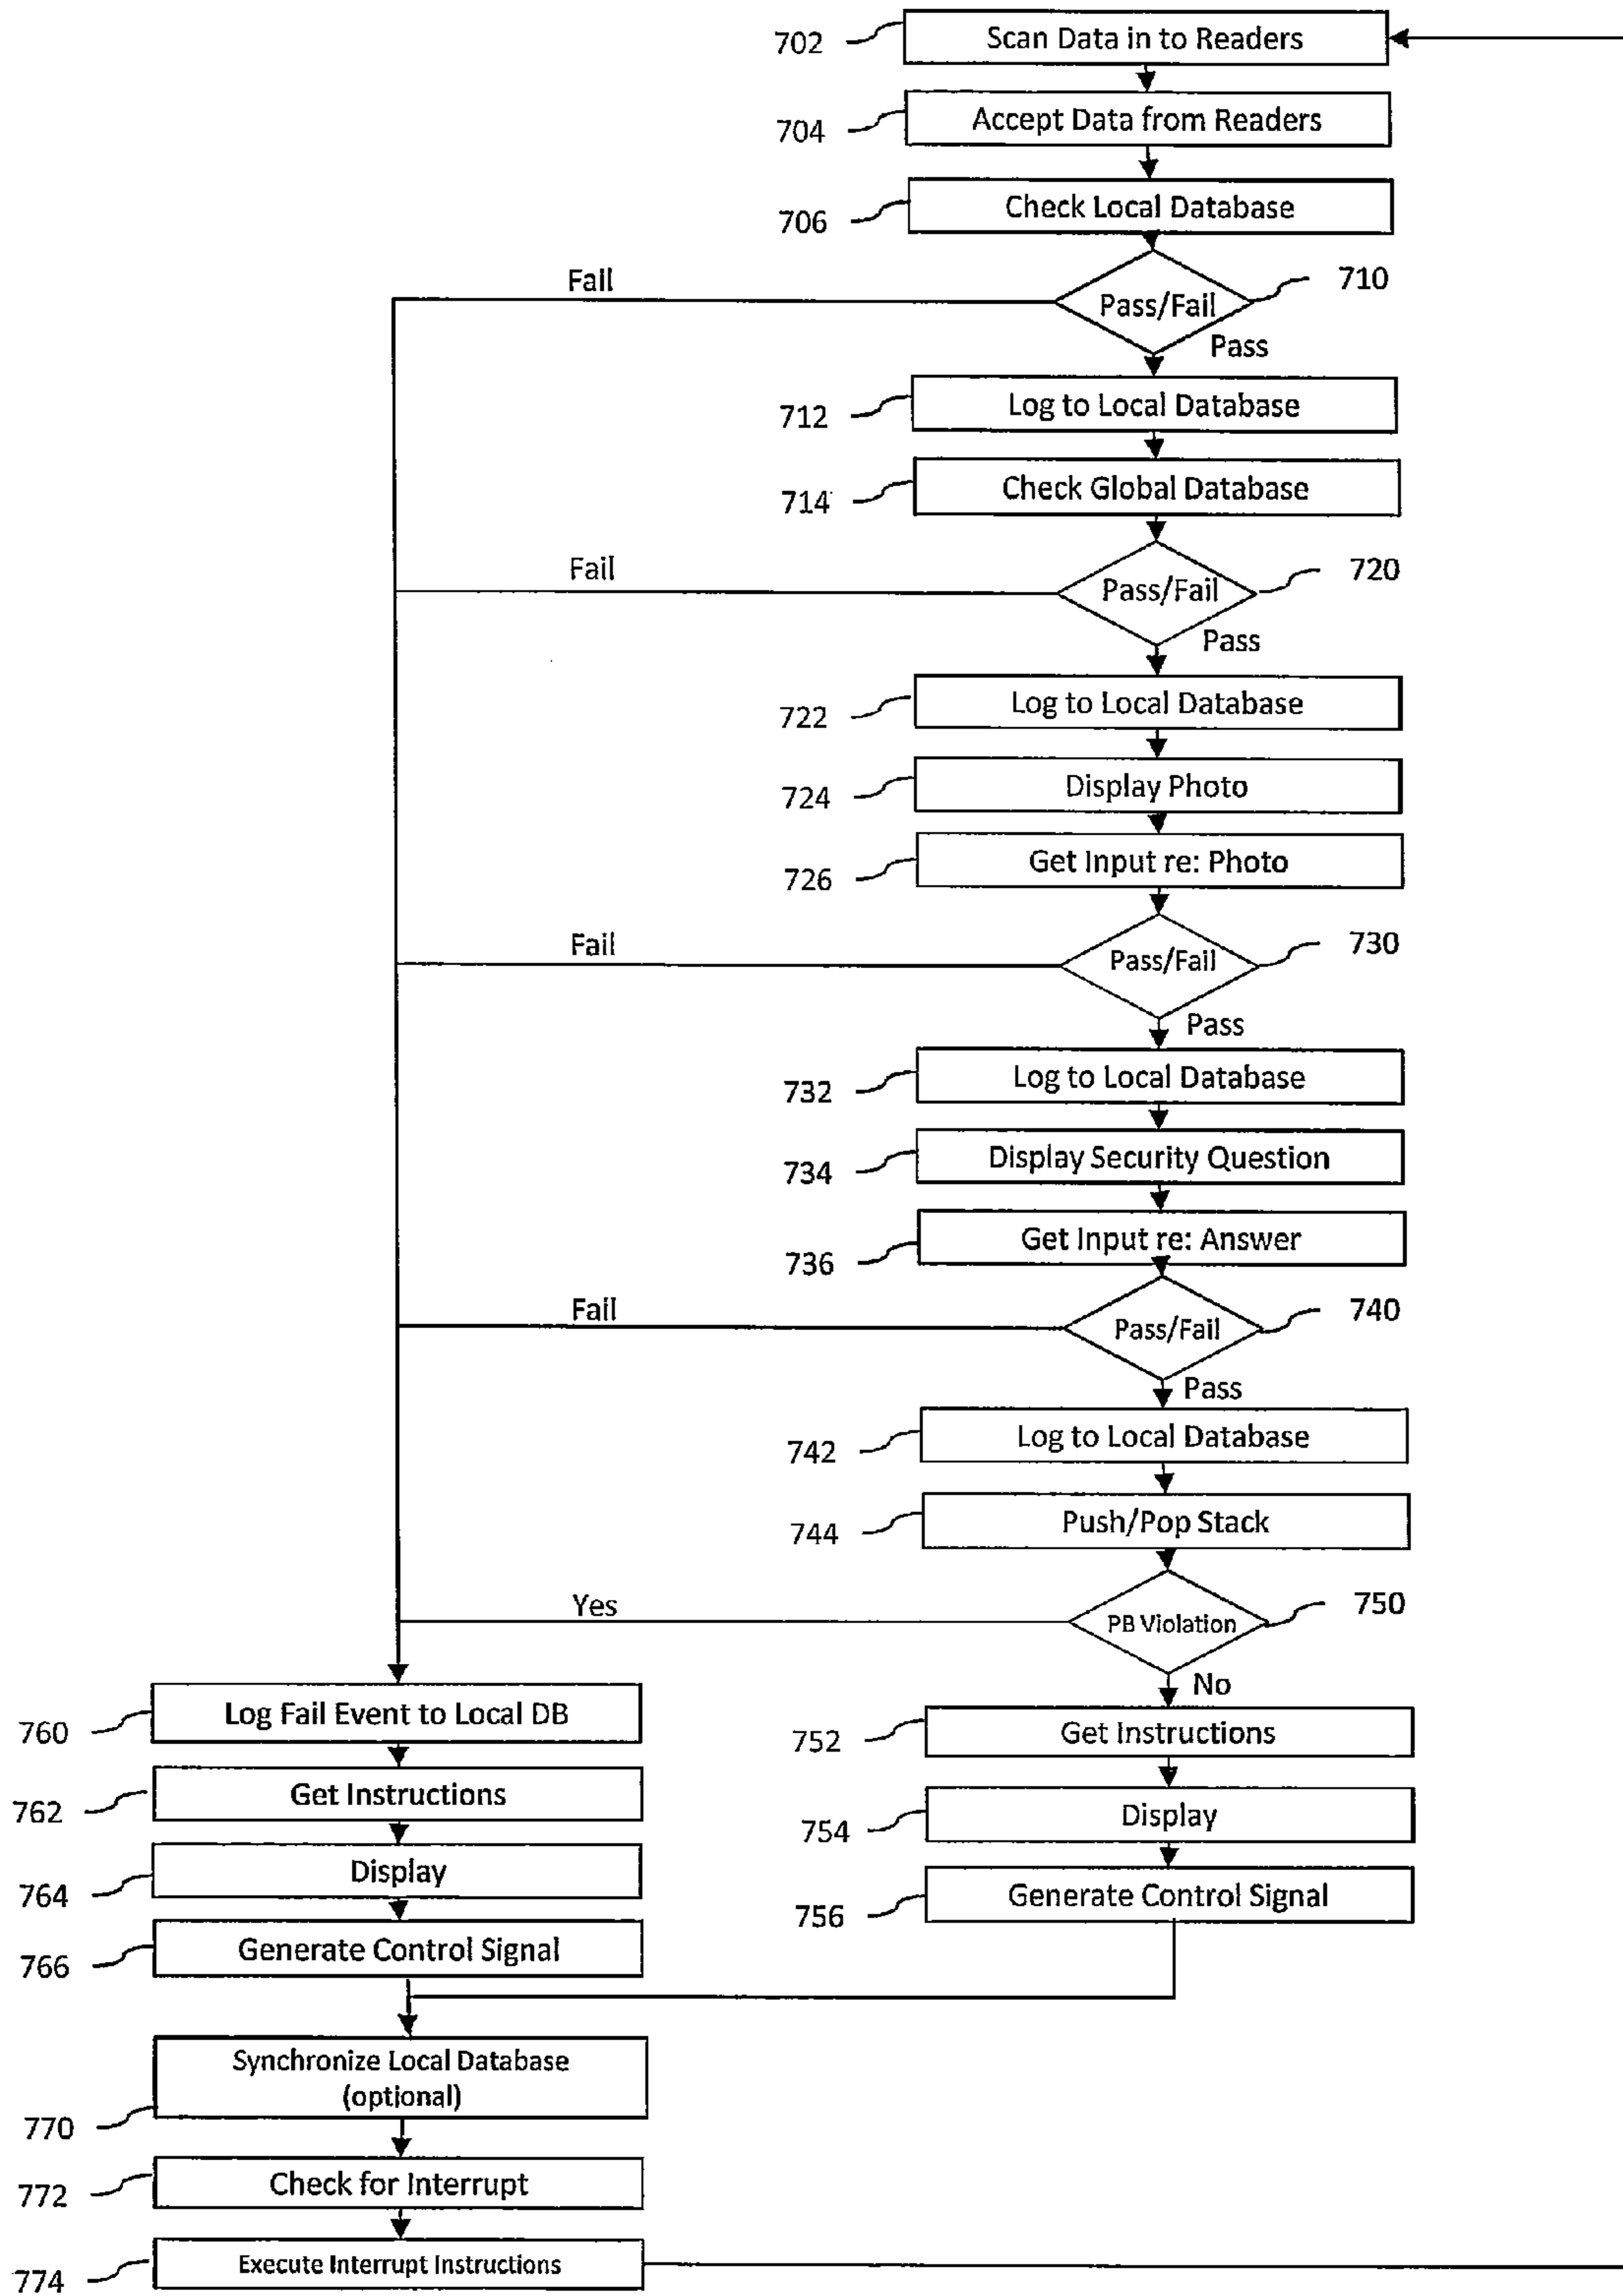 702
Scan Data in to Readers
704
Accept Data from Readers
706
Check Local Database
Fail
Pass/Fail
710
Pass
712
Log to Local Database
714
Check Global Database
Fail
Pass/Fail
720
Pass
722
Log to Local Database
724
Display Photo
726
Get Input re: Photo
Fail
Pass/Fail
730
Pass
732
Log to Local Database
734
Display Security Question
736
Get Input re: Answer
Fail
Pass/Fail
740
Pass
742
Log to Local Database
744
Push/Pop Stack
Yes
PB Violation
750
No
760
Log Fail Event to Local DB
752
Get Instructions
762
Get Instructions
754
Display
764
Display
756
Generate Control Signal
766
Generate Control Signal
770
Synchronize Local Database
(optional)
772
Check for Interrupt
774
Execute Interrupt Instructions